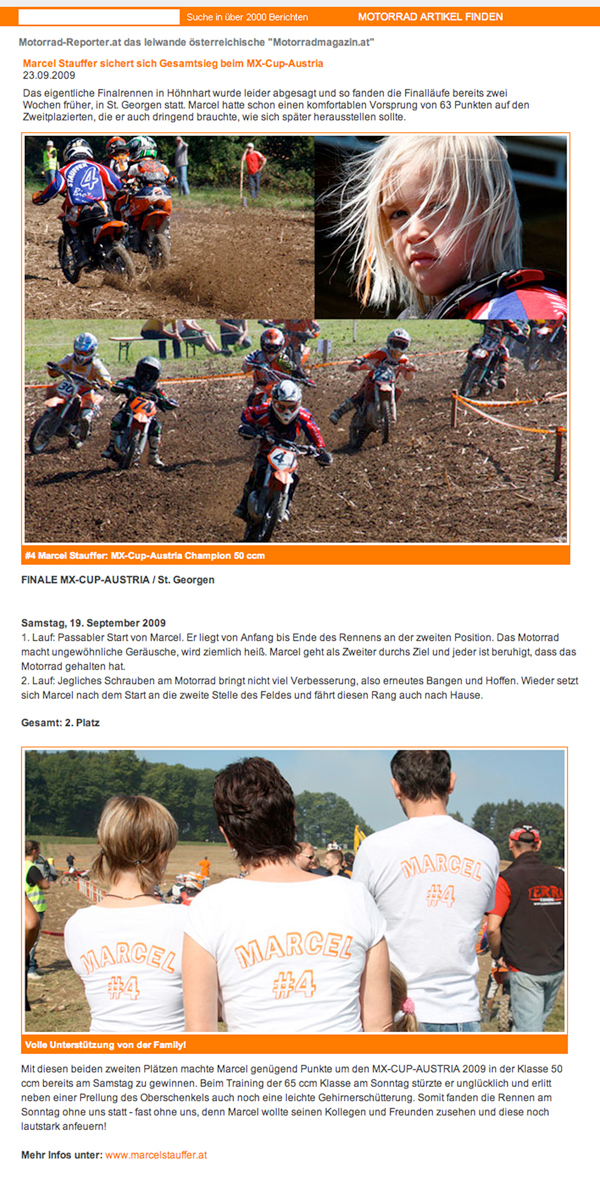 Suche in über 2000 Berichten MOTORRAD ARTIKEL FINDEN
Motorrad-Reporter.at das leiwande österreichische "Motorradmagazin.at"
Marcel Stauffer sichert sich Gesamtsieg beim MX-Cup-Austria
23.09.2009
Das eigentliche Finalrennen in Höhnhart wurde leider abgesagt und so fanden die Finalläufe bereits zwei
Wochen früher, in St. Georgen statt. Marcel hatte schon einen komfortablen Vorsprung von 63 Punkten auf den
Zweitplazierten, die er auch dringend brauchte, wie sich später herausstellen sollte.
STAUFFER
4
4
#4 Marcel Stauffer: MX-Cup-Austria Champion 50 ccm
FINALE MX-CUP-AUSTRIA / St. Georgen
Samstag, 19. September 2009
1. Lauf: Passabler Start von Marcel. Er liegt von Anfang bis Ende des Rennens an der zweiten Position. Das Motorrad
macht ungewöhnliche Geräusche, wird ziemlich heiß. Marcel geht als Zweiter durchs Ziel und jeder ist beruhigt, dass das
Motorrad gehalten hat.
2. Lauf: Jegliches Schrauben am Motorrad bringt nicht viel Verbesserung, also erneutes Bangen und Hoffen. Wieder setzt
sich Marcel nach dem Start an die zweite Stelle des Feldes und fährt diesen Rang auch nach Hause.
Gesamt: 2. Platz
MARCEL
#4
MARCEL
#4
MARCEL
#4
Volle Unterstützung von der Family!
Mit diesen beiden zweiten Plätzen machte Marcel genügend Punkte um den MX-CUP-AUSTRIA 2009 in der Klasse 50
ccm bereits am Samstag zu gewinnen. Beim Training der 65 ccm Klasse am Sonntag stürzte er unglücklich und erlitt
neben einer Prellung des Oberschenkels auch noch eine leichte Gehirnerschütterung. Somit fanden die Rennen am
Sonntag ohne uns statt - fast ohne uns, denn Marcel wollte seinen Kollegen und Freunden zusehen und diese noch
lautstark anfeuern!
Mehr Infos unter: www.marcelstauffer.at